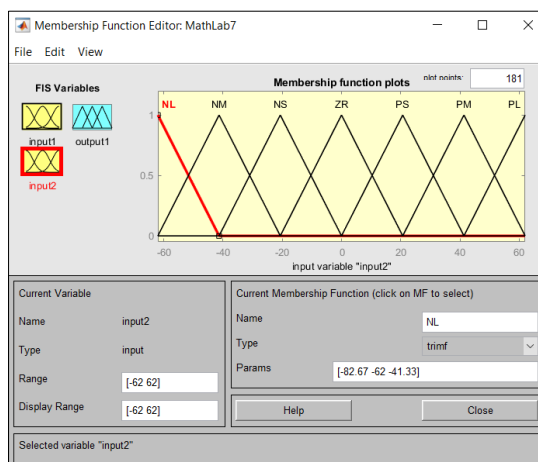 Membership Function Editor: MathLab7
File Edit View
FIS Variables
Membership function plots
plot points:
181
input1
output1
input2
NL NM NS ZR PS PM PL
1
0.5
0
-60 -40 -20 0 20 40 60
input variable "input2"
Current Variable
Name input2
Type input
Range [-62 62]
Display Range [-62 62]
Current Membership Function (click on MF to select)
Name NL
Type trimf
Params [-82.67 -62 -41.33]
Help Close
Selected variable "input2"